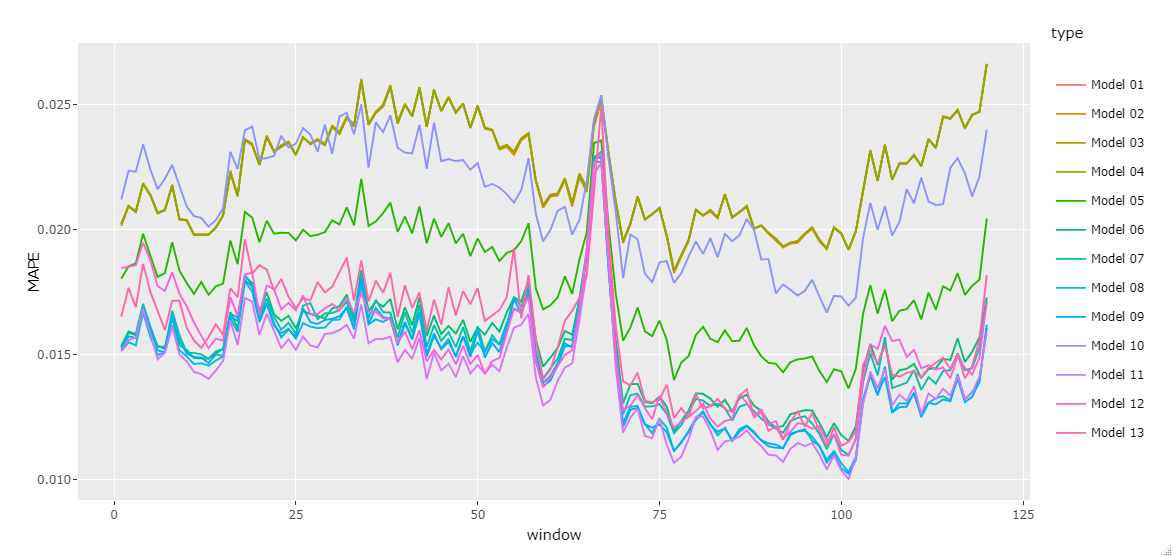 type
Model 01
Model 02
Model 03
Model 04
Model 05
Model 06
Model 07
Model 08
Model 09
Model 10
Model 11
Model 12
Model 13
MAPE
0.025
0.020
0.015
0.010
0
25
50
75
100
125
window